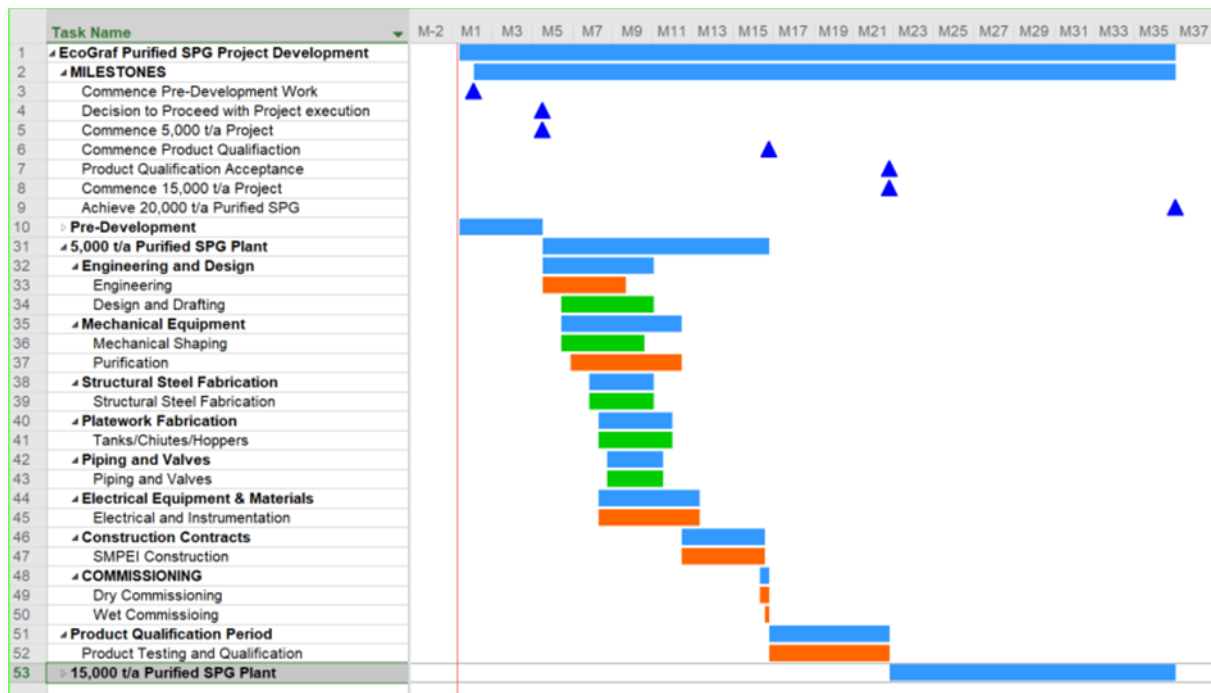 Task Name M-2 M1 M3 M5 M7 M9 M11 M13 M15 M17 M19 M21 M23 M25 M27 M29 M31 M33 M35 M37
1 EcoGraf Purified SPG Project Development
2 MILESTONES
3 Commence Pre-Development Work
4 Decision to Proceed with Project execution
5 Commence 5,000 t/a Project
6 Commence Product Qualifiaction
7 Product Qualification Acceptance
8 Commence 15,000 t/a Project
9 Achieve 20,000 t/a Purified SPG
10 Pre-Development
31 5,000 t/a Purified SPG Plant
32 Engineering and Design
33 Engineering
34 Design and Drafting
35 Mechanical Equipment
36 Mechanical Shaping
37 Purification
38 Structural Steel Fabrication
39 Structural Steel Fabrication
40 Platework Fabrication
41 Tanks/Chiutes/Hoppers
42 Piping and Valves
43 Piping and Valves
44 Electrical Equipment & Materials
45 Electrical and Instrumentation
46 Construction Contracts
47 SMPEI Construction
48 COMMISSIONING
49 Dry Commissioning
50 Wet Commissioing
51 Product Qualification Period
52 Product Testing and Qualification
53 15,000 t/a Purified SPG Plant